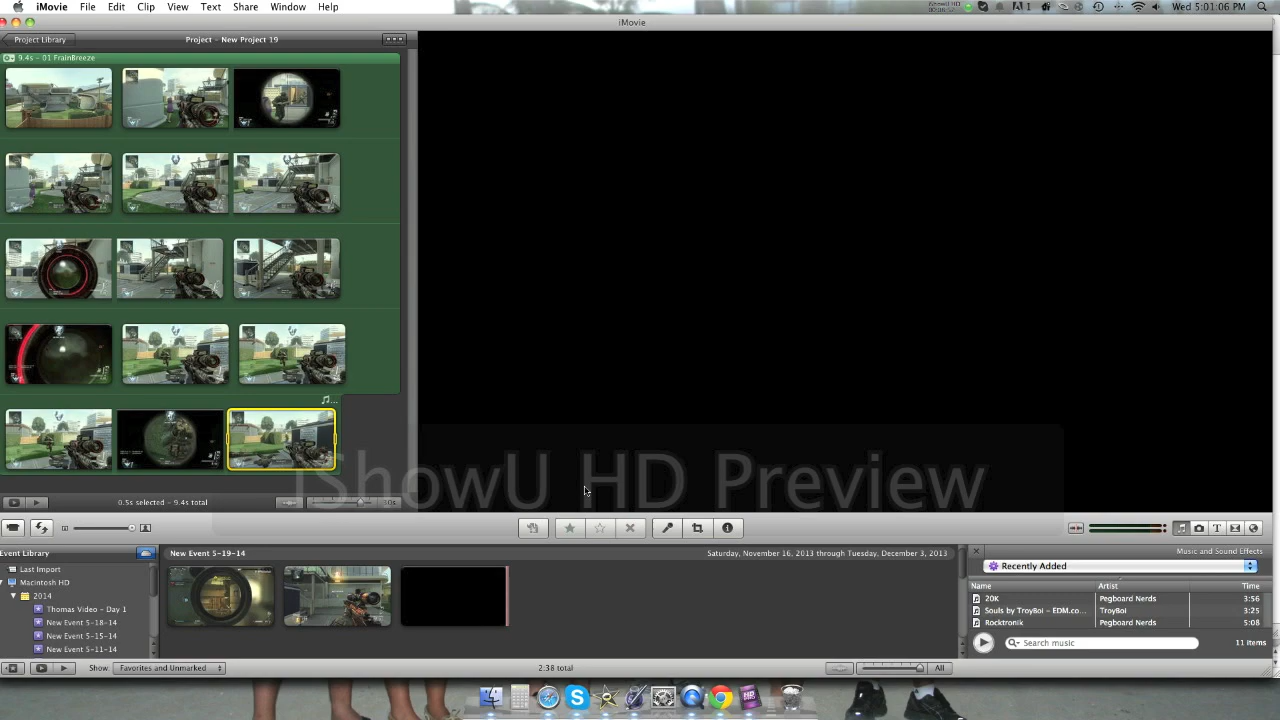 iMovie File Edit Clip View Text Share Window Help
Wed 5:01:06 PM
iMovie
Project Library
Project - New Project 19
9.4s - 01 FrainBreeze
iShowU HD Preview
0.5s selected - 9.4s total
10s
Event Library
New Event 5-19-14
Saturday, November 16, 2013 through Tuesday, December 3, 2013
Music and Sound Effects
Last Import
Recently Added
Macintosh HD
Name Artist Time
2014
20K Pegboard Nerds 3:56
Thomas Video - Day 1
Souls by TroyBoi - EDM.co... TroyBoi 3:25
New Event 5-18-14
Rocktronik Pegboard Nerds 5:08
New Event 5-15-14
Search music
11 items
New Event 5-11-14
Show: Favorites and Unmarked
2:38 total
All